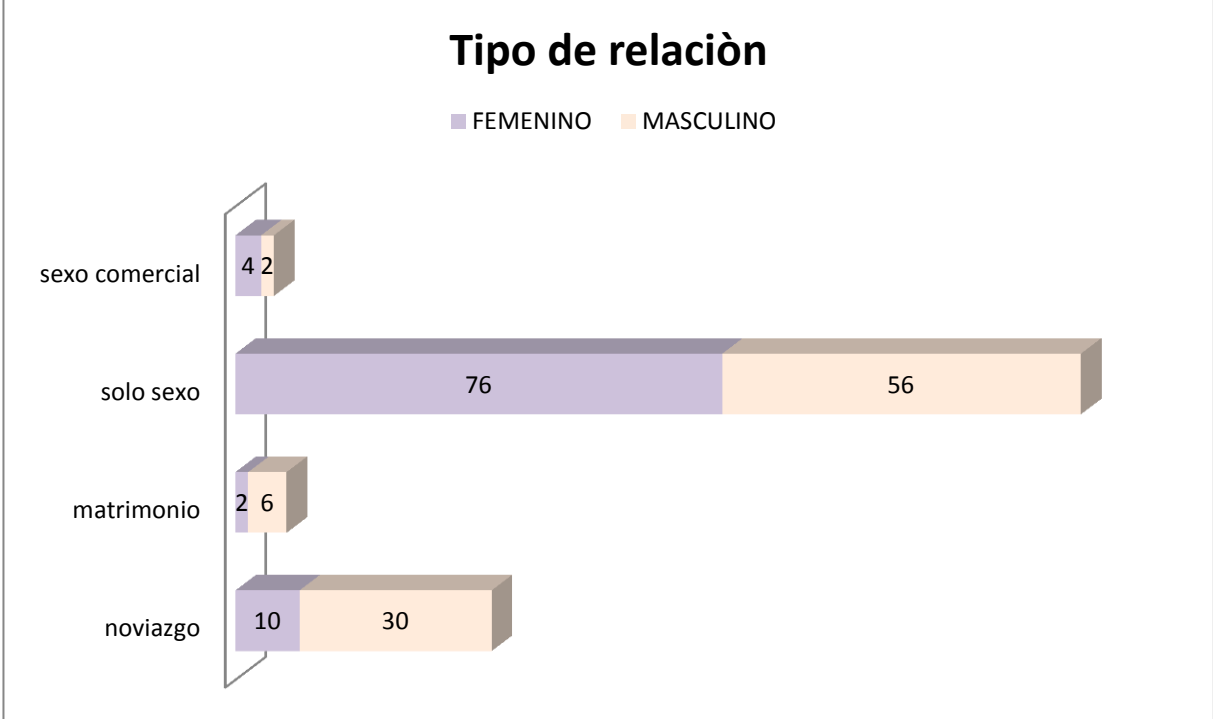 Tipo de relaciòn
FEMENINO MASCULINO
sexo comercial 4 2
solo sexo 76 56
matrimonio 2 6
noviazgo 10 30